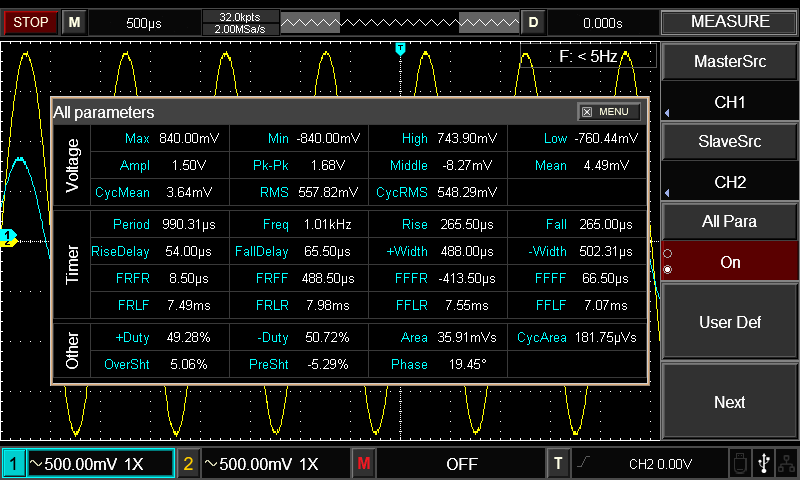 STOP M 500µs 32.0kpts 2.00MSa/s D 0.000s MEASURE
T
F: < 5Hz
MasterSrc
CH1
SlaveSrc
CH2
All Para
On
User Def
Next
All parameters MENU
Voltage
Max 840.00mV Min -840.00mV High 743.90mV Low -760.44mV
Ampl 1.50V Pk-Pk 1.68V Middle -8.27mV Mean 4.49mV
CycMean 3.64mV RMS 557.82mV CycRMS 548.29mV
Timer
Period 990.31µs Freq 1.01kHz Rise 265.50µs Fall 265.00µs
RiseDelay 54.00µs FallDelay 65.50µs +Width 488.00µs -Width 502.31µs
FRFR 8.50µs FRFF 488.50µs FFFR -413.50µs FFFF 66.50µs
FRLF 7.49ms FRLR 7.98ms FFLR 7.55ms FFLF 7.07ms
Other
+Duty 49.28% -Duty 50.72% Area 35.91mVs CycArea 181.75µVs
OverSht 5.06% PreSht -5.29% Phase 19.45°
1
2
1 ~500.00mV 1X 2 ~500.00mV 1X M OFF T CH2 0.00V